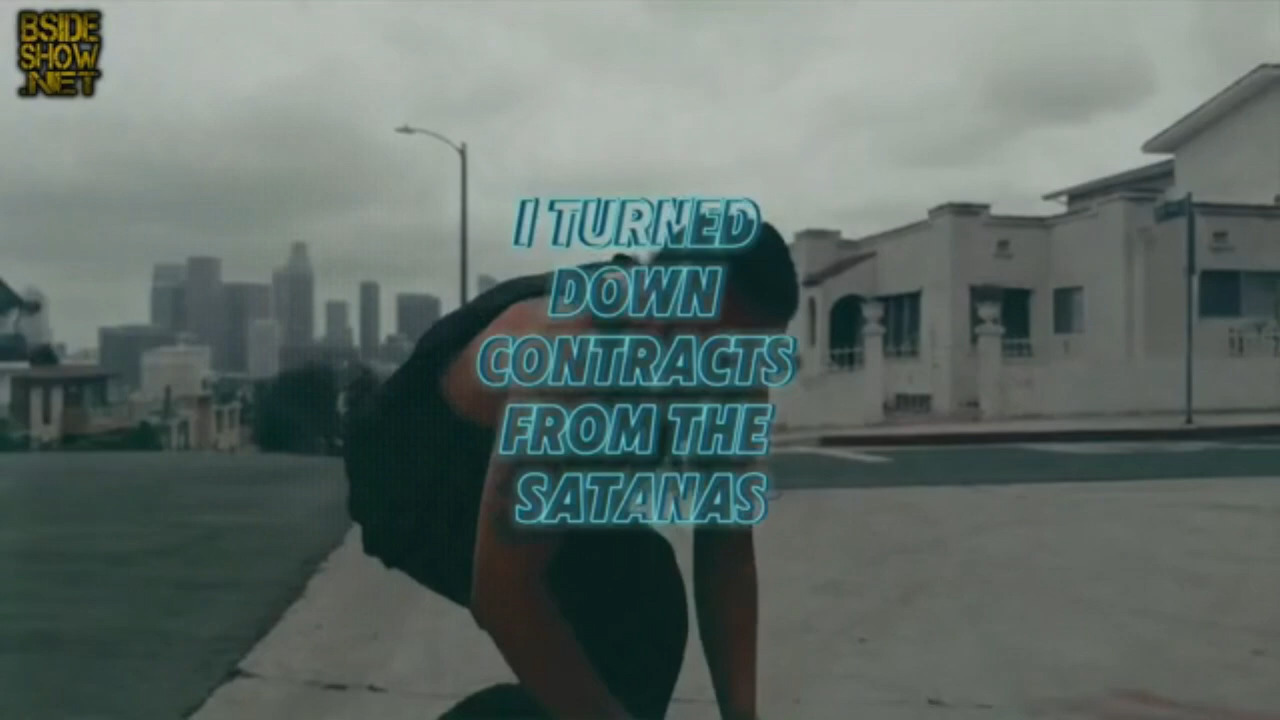 BSIDE
SHOW
.NET
I TURNED
DOWN
CONTRACTS
FROM THE
SATANAS